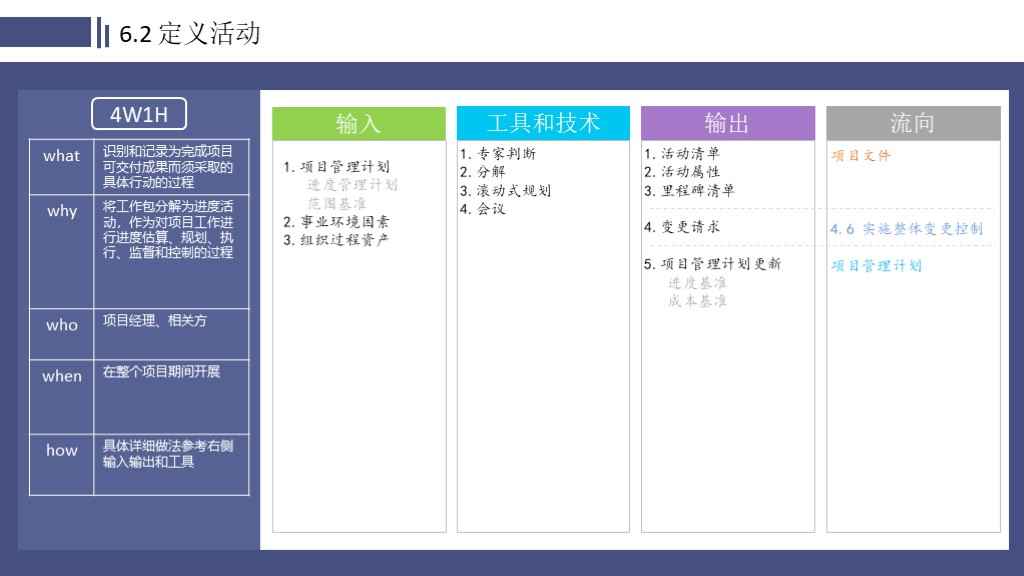 6.2 定义活动
4W1H
what
识别和记录为完成项目
可交付成果而须采取的
具体行动的过程
why
将工作包分解为进度活
动，作为对项目工作进
行进度估算、规划、执
行、监督和控制的过程
who
项目经理、相关方
when
在整个项目期间开展
how
具体详细做法参考右侧
输入输出和工具
输入
1. 项目管理计划
进度管理计划
范围基准
2. 事业环境因素
3. 组织过程资产
工具和技术
1. 专家判断
2. 分解
3. 滚动式规划
4. 会议
输出
1. 活动清单
2. 活动属性
3. 里程碑清单
4. 变更请求
5. 项目管理计划更新
进度基准
成本基准
流向
项目文件
4.6 实施整体变更控制
项目管理计划